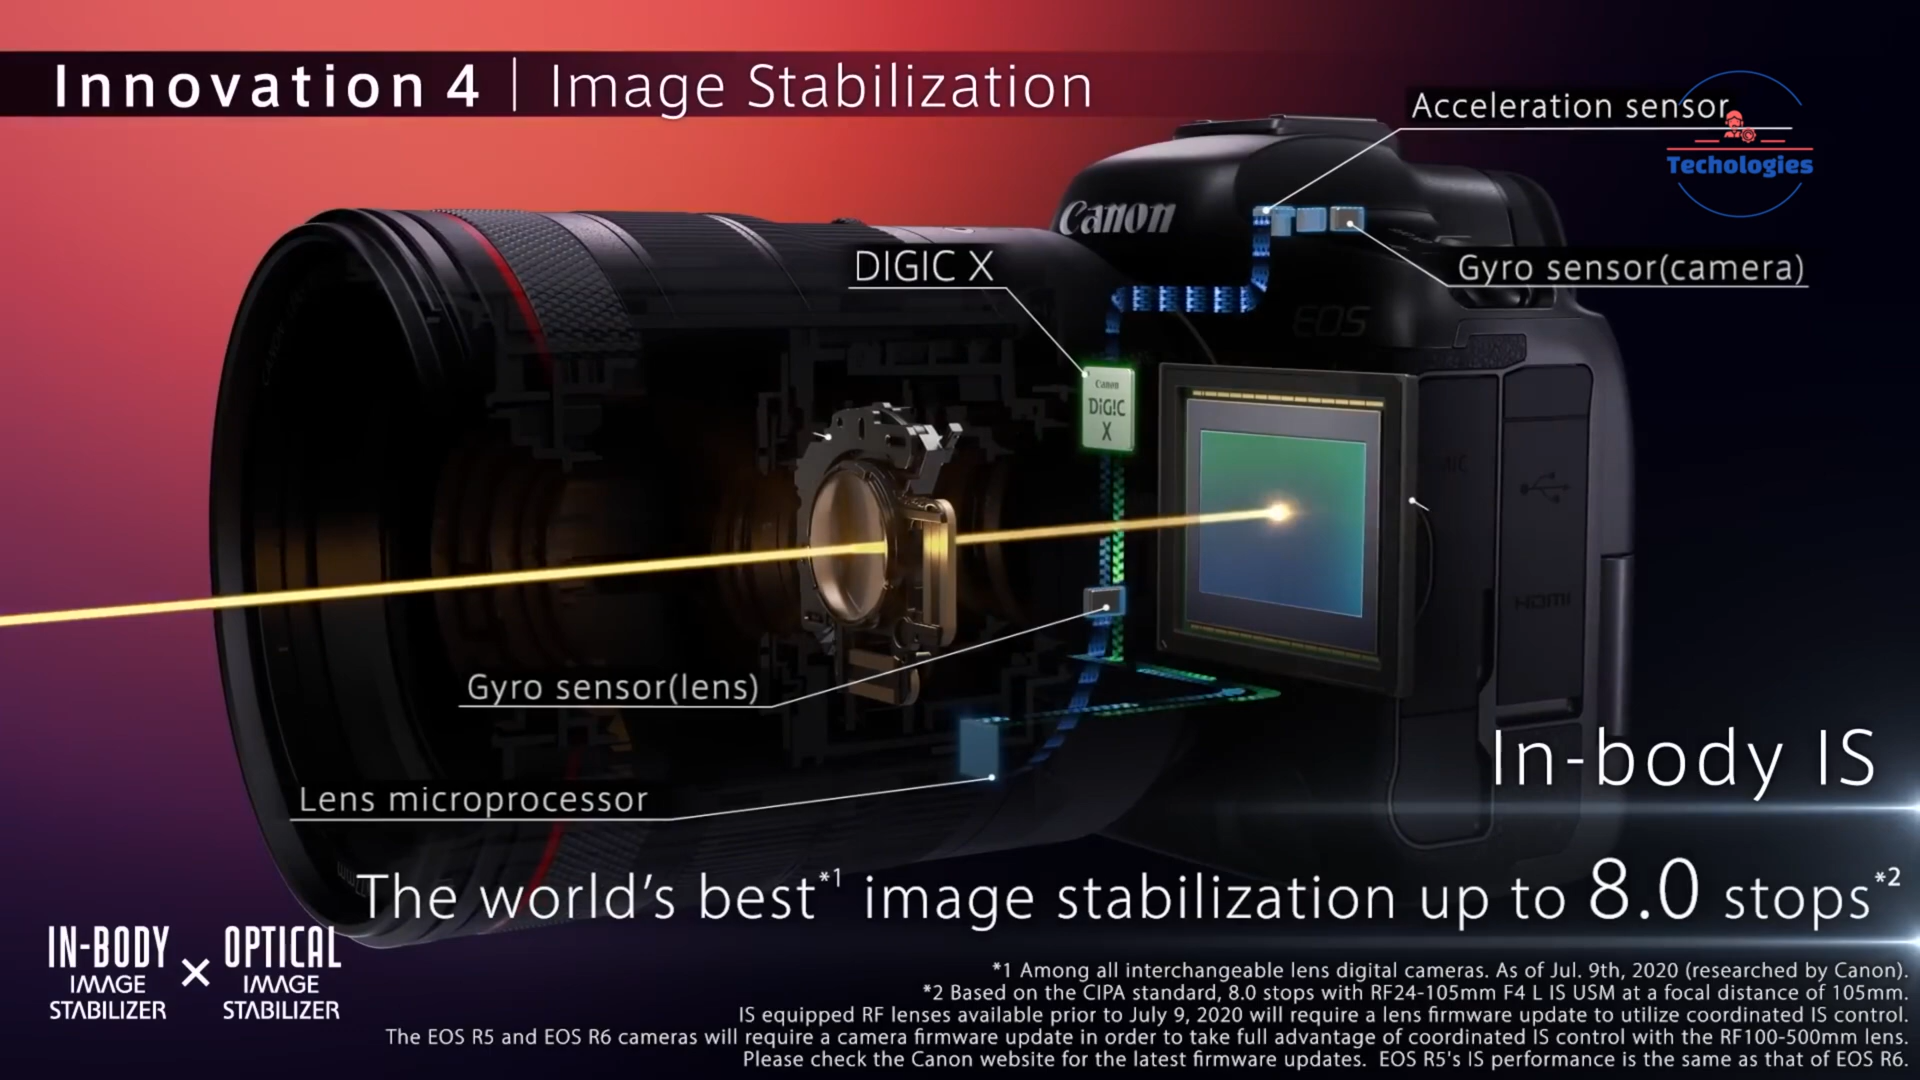 Innovation 4 | Image Stabilization
Acceleration sensor
Techologies
Canon
DIGIC X
Gyro sensor(camera)
EOS
Canon
DiG!C
X
HDMI
Gyro sensor(lens)
In-body IS
Lens microprocessor
The world's best*1 image stabilization up to 8.0 stops*2
IN-BODY
IMAGE
STABILIZER
×
OPTICAL
IMAGE
STABILIZER
*1 Among all interchangeable lens digital cameras. As of Jul. 9th, 2020 (researched by Canon).
*2 Based on the CIPA standard, 8.0 stops with RF24-105mm F4 L IS USM at a focal distance of 105mm.
IS equipped RF lenses available prior to July 9, 2020 will require a lens firmware update to utilize coordinated IS control.
The EOS R5 and EOS R6 cameras will require a camera firmware update in order to take full advantage of coordinated IS control with the RF100-500mm lens.
Please check the Canon website for the latest firmware updates. EOS R5's IS performance is the same as that of EOS R6.